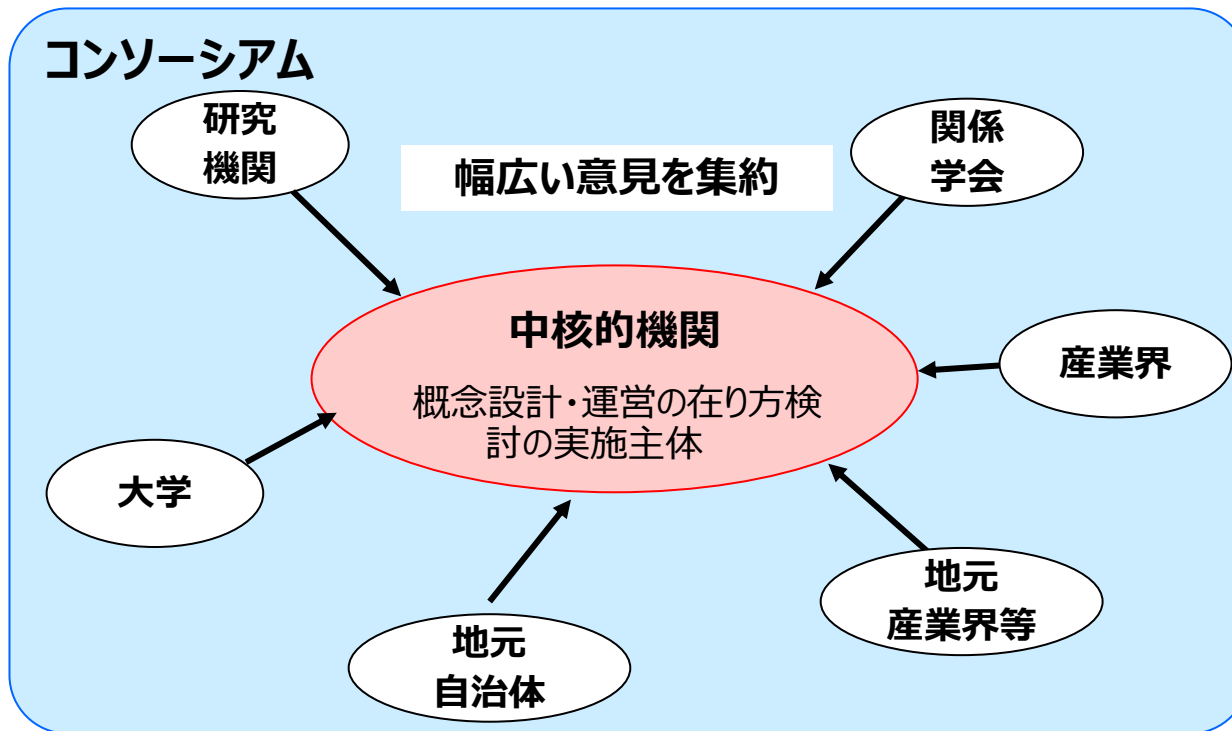 コンソーシアム
研究
機関
幅広い意見を集約
関係
学会
中核的機関
概念設計・運営の在り方検
討の実施主体
産業界
大学
地元
産業界等
地元
自治体